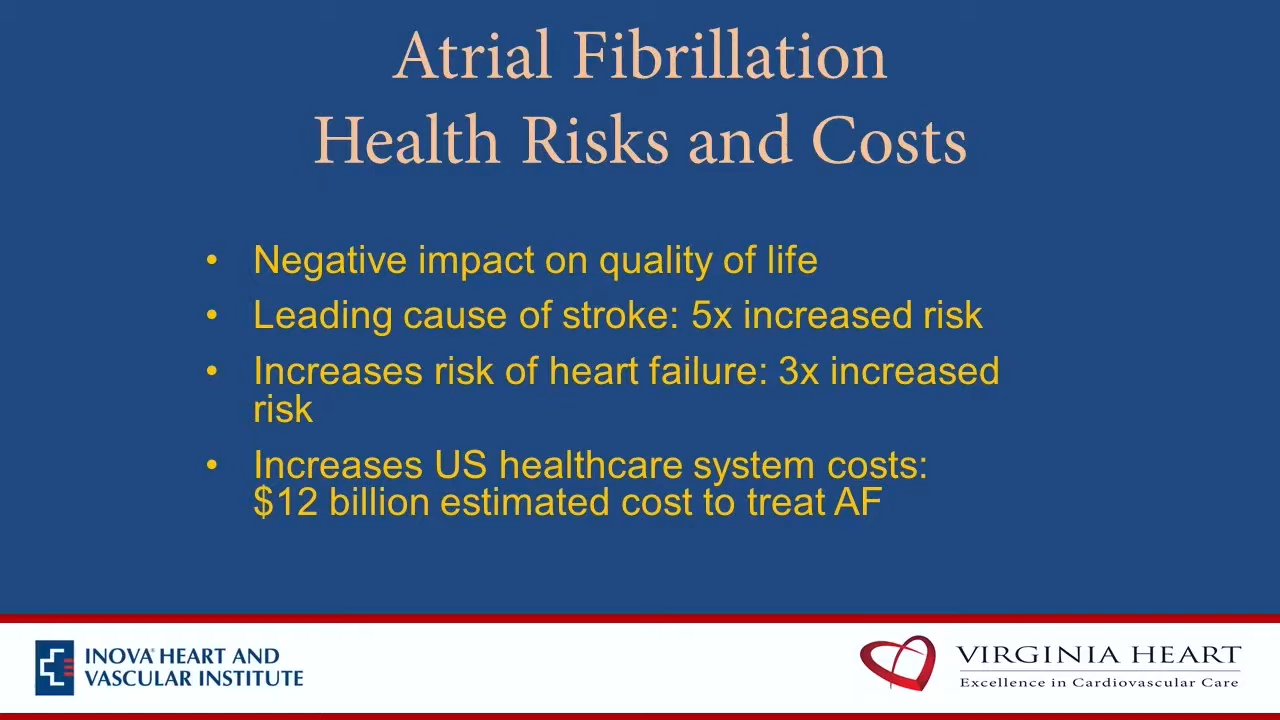 Atrial Fibrillation
Health Risks and Costs
• Negative impact on quality of life
• Leading cause of stroke: 5x increased risk
• Increases risk of heart failure: 3x increased
risk
• Increases US healthcare system costs:
$12 billion estimated cost to treat AF
INOVA® HEART AND
VASCULAR INSTITUTE
VIRGINIA HEART
Excellence in Cardiovascular Care